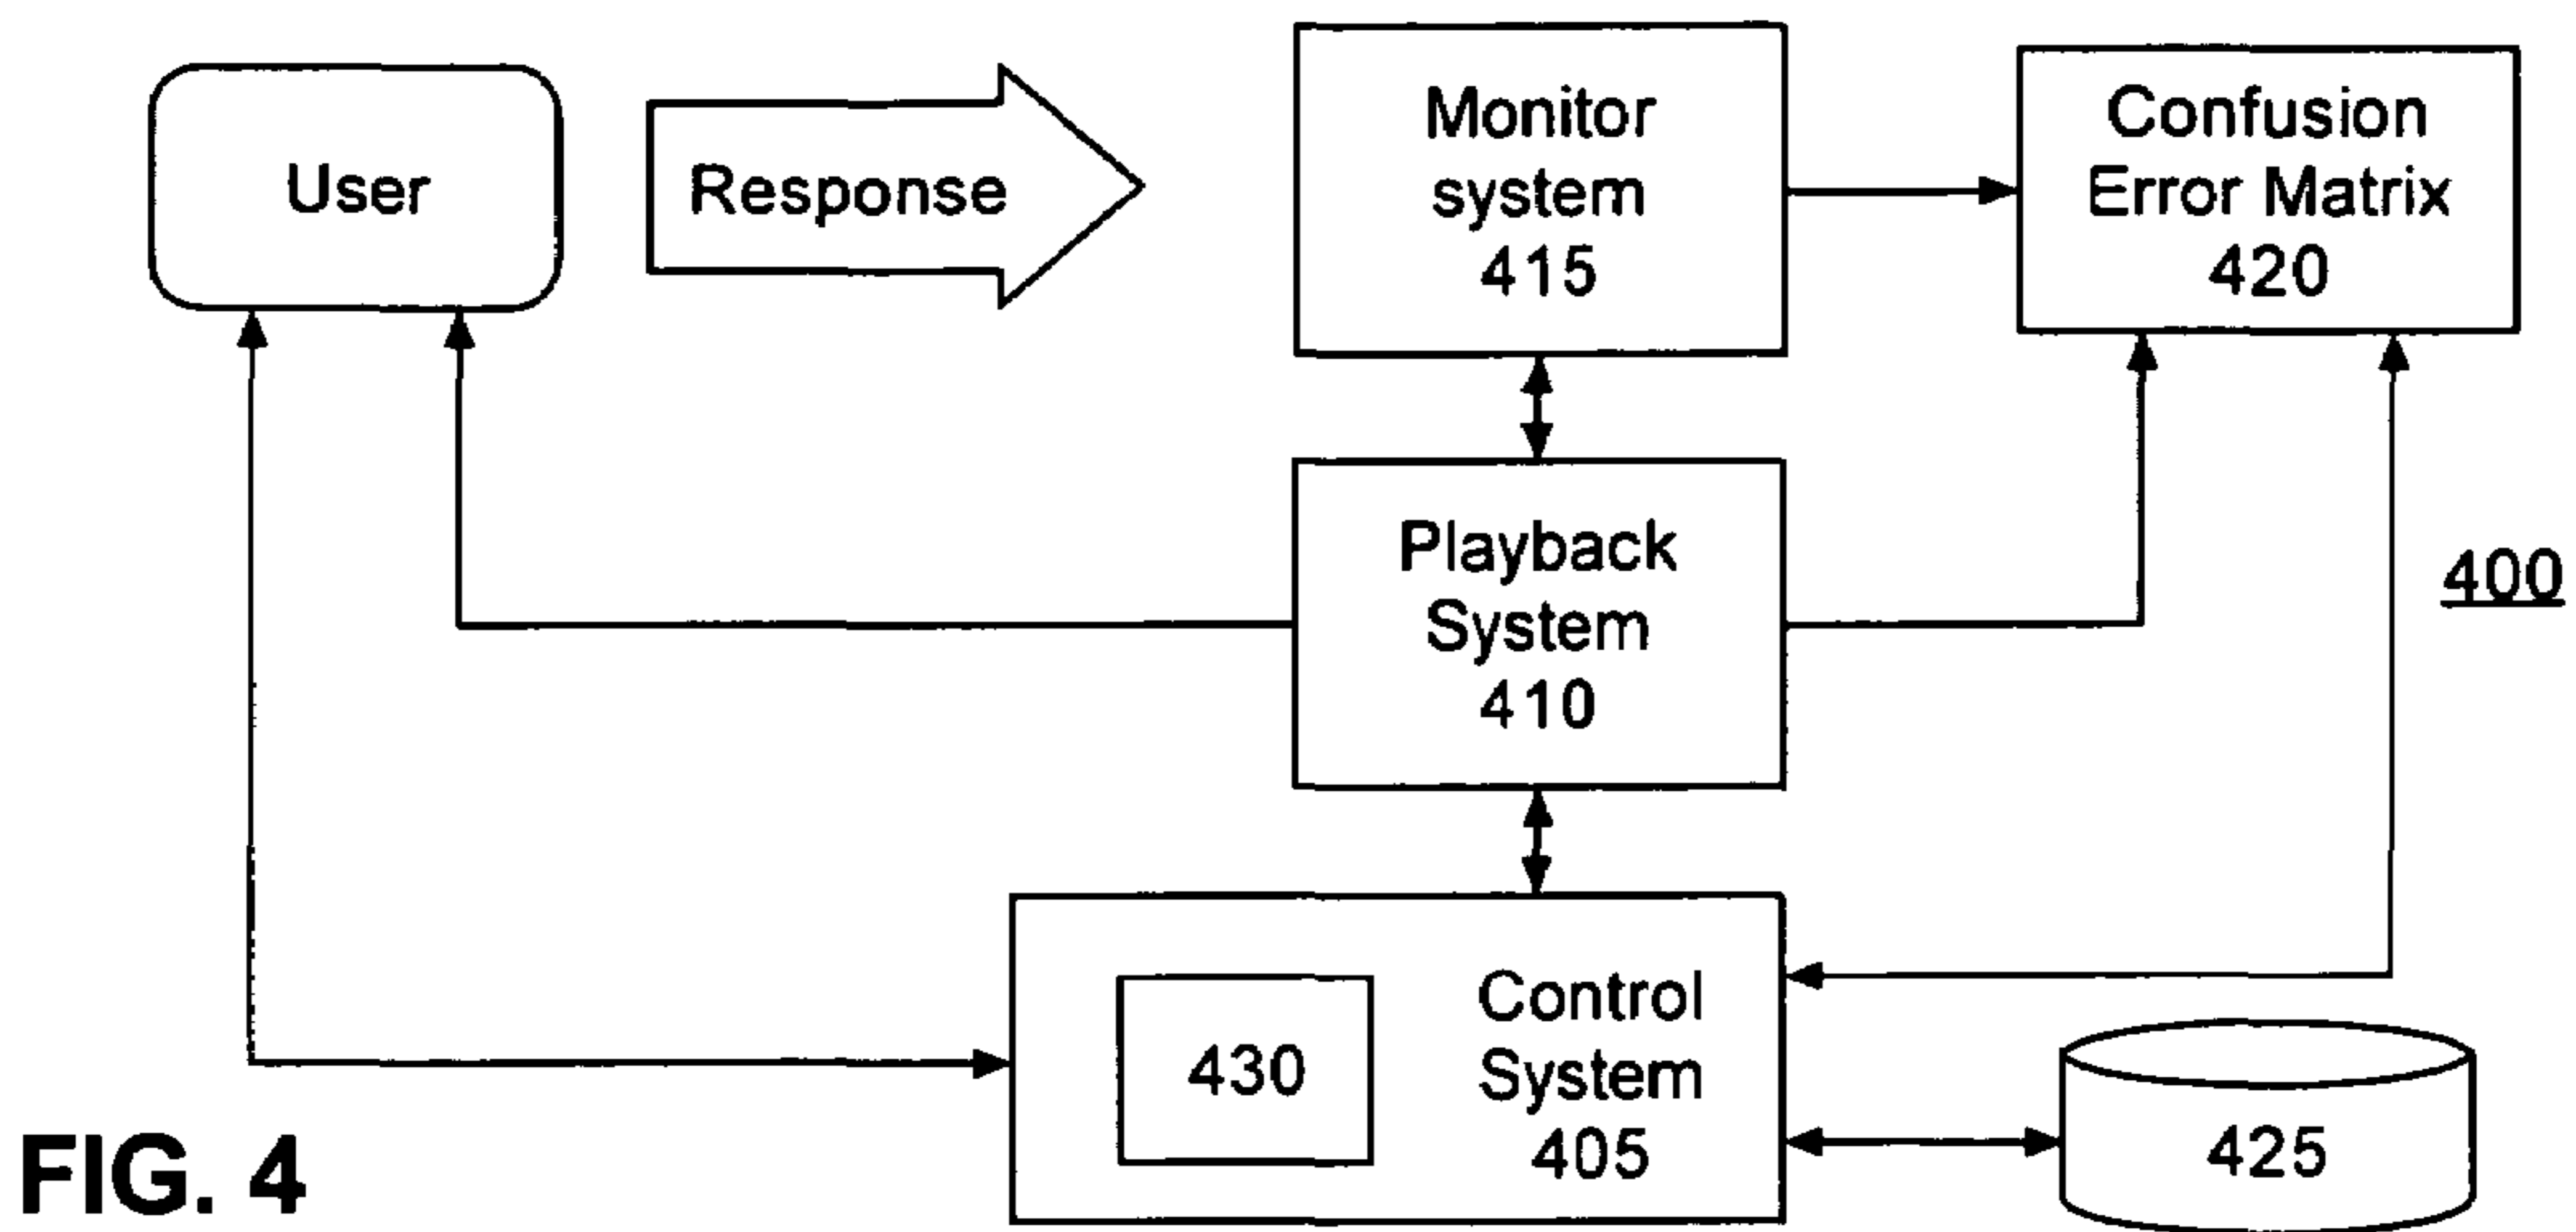 User
Response
Monitor
system
415
Confusion
Error Matrix
420
Playback
System
410
400
430
Control
System
405
425
FIG. 4